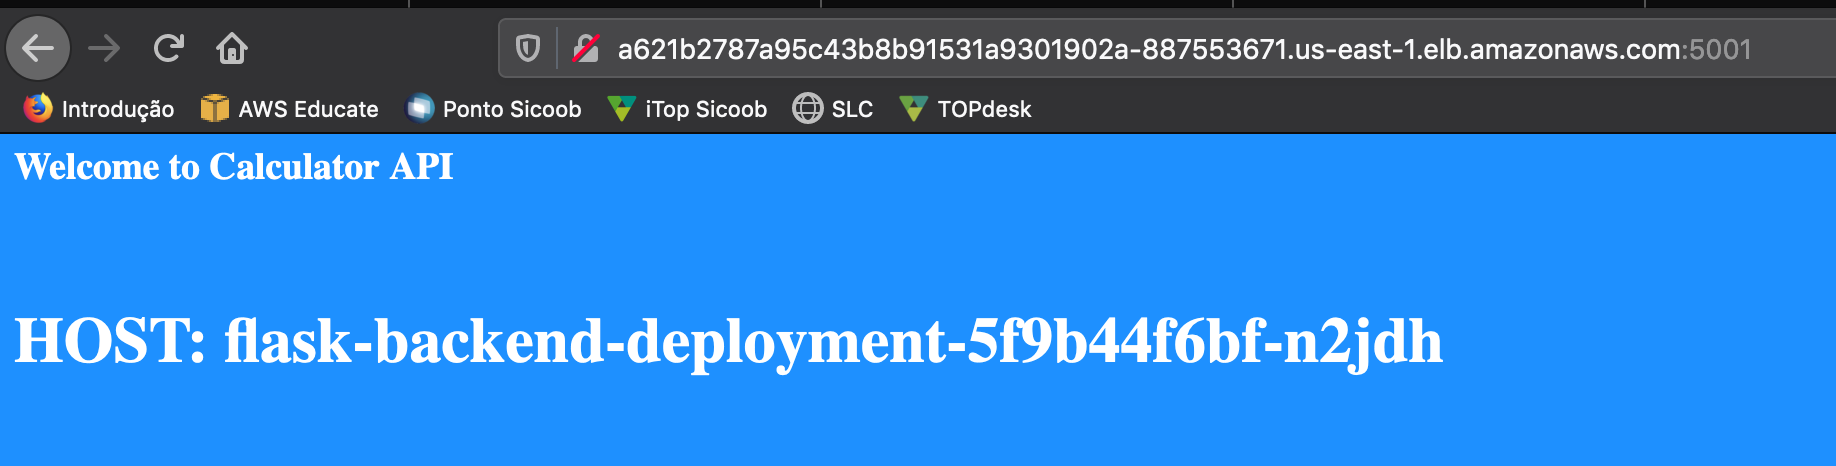 a621b2787a95c43b8b91531a9301902a-887553671.us-east-1.elb.amazonaws.com:5001
Introdução AWS Educate Ponto Sicoob iTop Sicoob SLC TOPdesk
Welcome to Calculator API
HOST: flask-backend-deployment-5f9b44f6bf-n2jdh